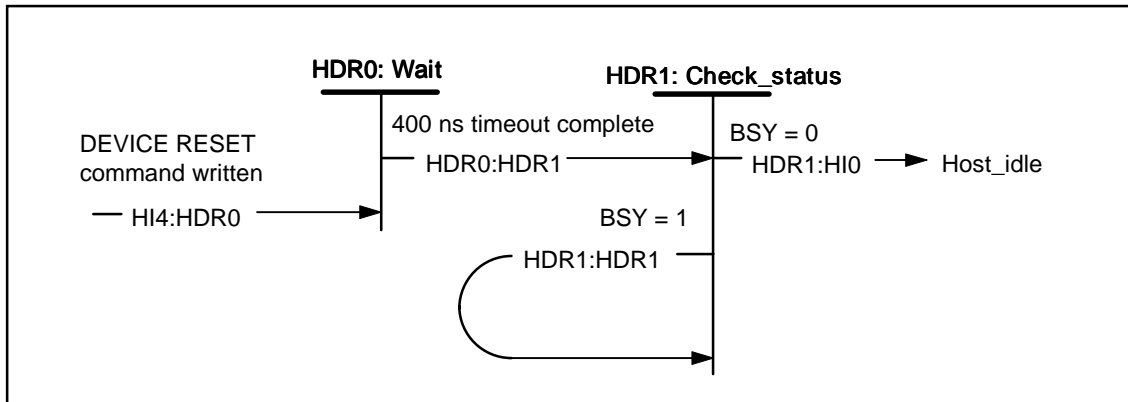 HDR0: Wait
HDR1: Check_status
400 ns timeout complete
BSY = 0
DEVICE RESET
command written
HDR0:HDR1
HDR1:HI0
Host_idle
HI4:HDR0
BSY = 1
HDR1:HDR1